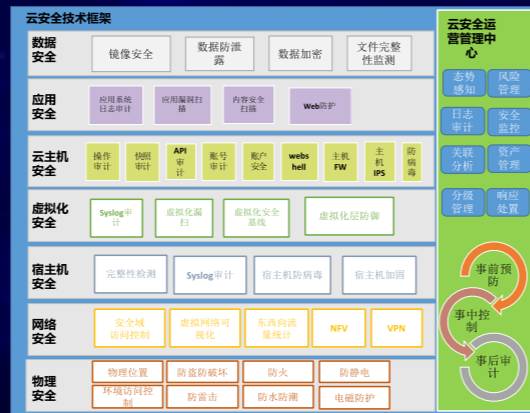 云安全技术框架
数据
安全
镜像安全
数据防泄
露
数据加密
文件完整
性监测
应用
安全
应用系统
日志审计
应用漏洞扫
描
内容安全
扫描
Web防护
云主机
安全
操作
审计
快照
审计
API
审
计
账号
审计
账户
安全
webs
hell
主机
FW
主
机
IPS
防
病
毒
虚拟化
安全
Syslog审
计
虚拟化漏
扫
虚拟化安全
基线
虚拟化层防御
宿主机
安全
完整性检测
Syslog审计
宿主机防病毒
宿主机加固
网络
安全
安全域
访问控制
虚拟网络可
视化
东西向流
量统计
NFV
VPN
物理
安全
物理位置
防盗防破坏
防火
防静电
环境访问控
制
防雷击
防水防潮
电磁防护
云安全运
营管理中
心
态势
感知
风险
管理
日志
审计
安全
监控
关联
分析
资产
管理
分级
管理
响应
处置
事前预
防
事中控
制
事后审
计